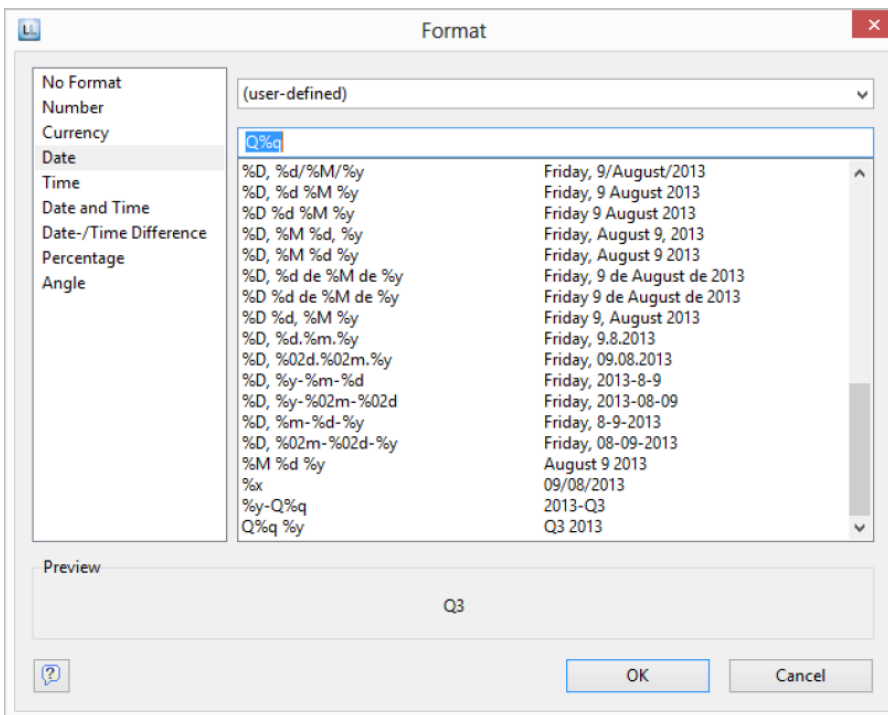 LL Format
No Format
Number
Currency
Date
Time
Date and Time
Date-/Time Difference
Percentage
Angle
(user-defined)
Q%q
%D, %d/%M/%y Friday, 9/August/2013
%D, %d %M %y Friday, 9 August 2013
%D %d %M %y Friday 9 August 2013
%D, %M %d, %y Friday, August 9, 2013
%D, %M %d %y Friday, August 9 2013
%D, %d de %M de %y Friday, 9 de August de 2013
%D %d de %M de %y Friday 9 de August de 2013
%D %d, %M %y Friday 9, August 2013
%D, %d.%m.%y Friday, 9.8.2013
%D, %02d.%02m.%y Friday, 09.08.2013
%D, %y-%m-%d Friday, 2013-8-9
%D, %y-%02m-%02d Friday, 2013-08-09
%D, %m-%d-%y Friday, 8-9-2013
%D, %02m-%02d-%y Friday, 08-09-2013
%M %d %y August 9 2013
%x 09/08/2013
%y-Q%q 2013-Q3
Q%q %y Q3 2013
Preview
Q3
OK Cancel